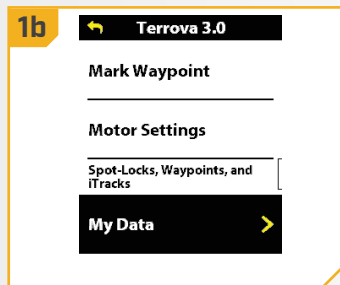 1b
Terrova 3.0
Mark Waypoint
Motor Settings
Spot-Locks, Waypoints, and
iTracks
My Data